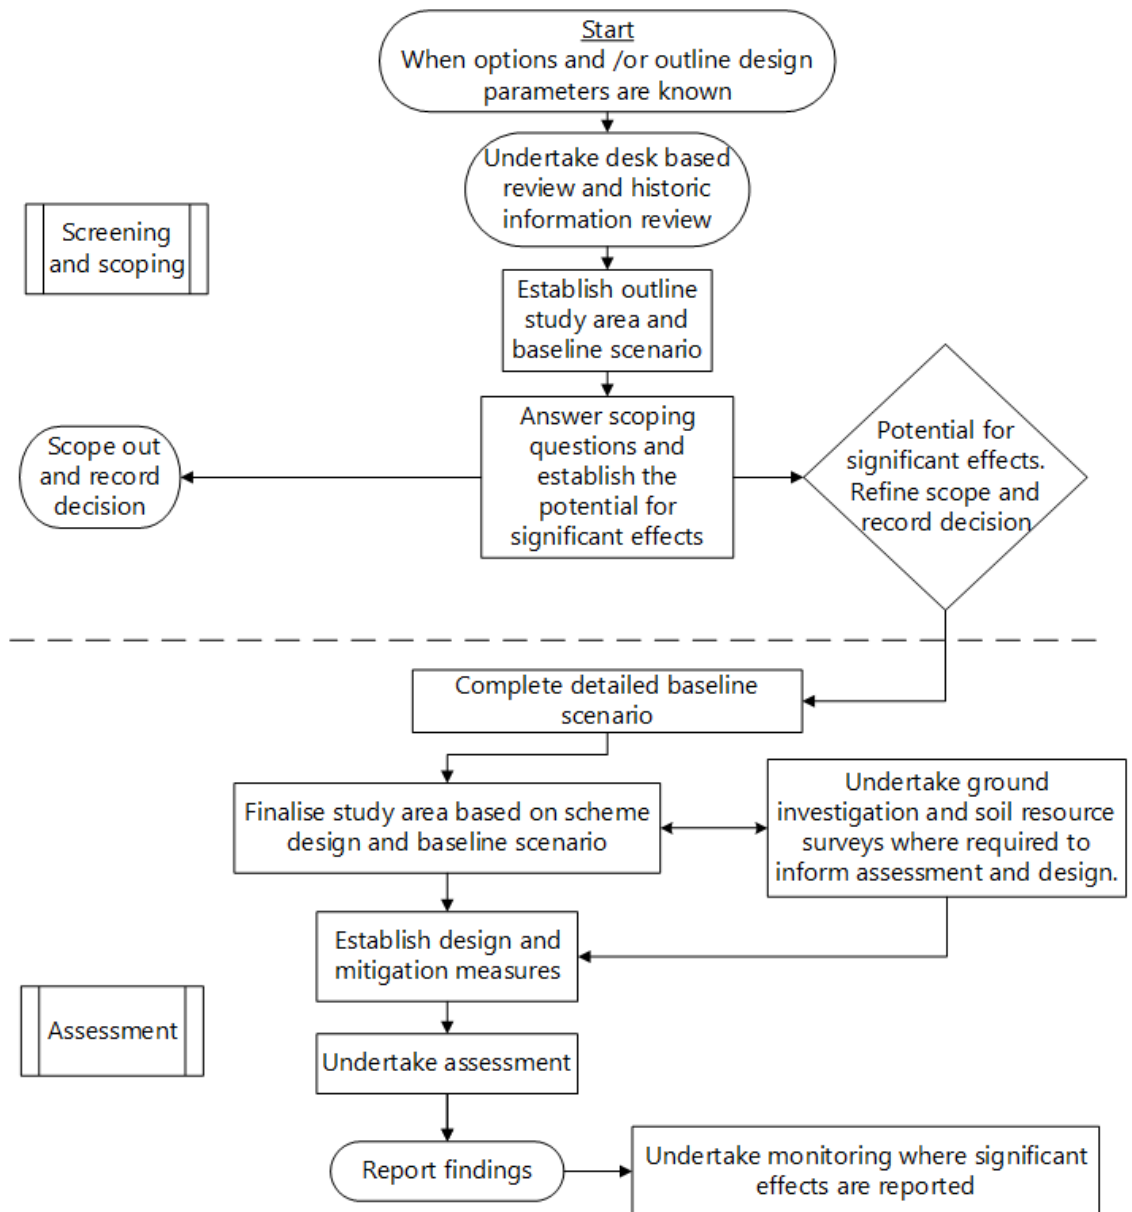 Start
When options and /or outline design
parameters are known
Undertake desk based
review and historic
information review
Screening
and scoping
Establish outline
study area and
baseline scenario
Scope out
and record
decision
Answer scoping
questions and
establish the
potential for
significant effects
Potential for
significant effects.
Refine scope and
record decision
Complete detailed baseline
scenario
Finalise study area based on scheme
design and baseline scenario
Undertake ground
investigation and soil resource
surveys where required to
inform assessment and design.
Establish design and
mitigation measures
Assessment
Undertake assessment
Report findings
Undertake monitoring where significant
effects are reported